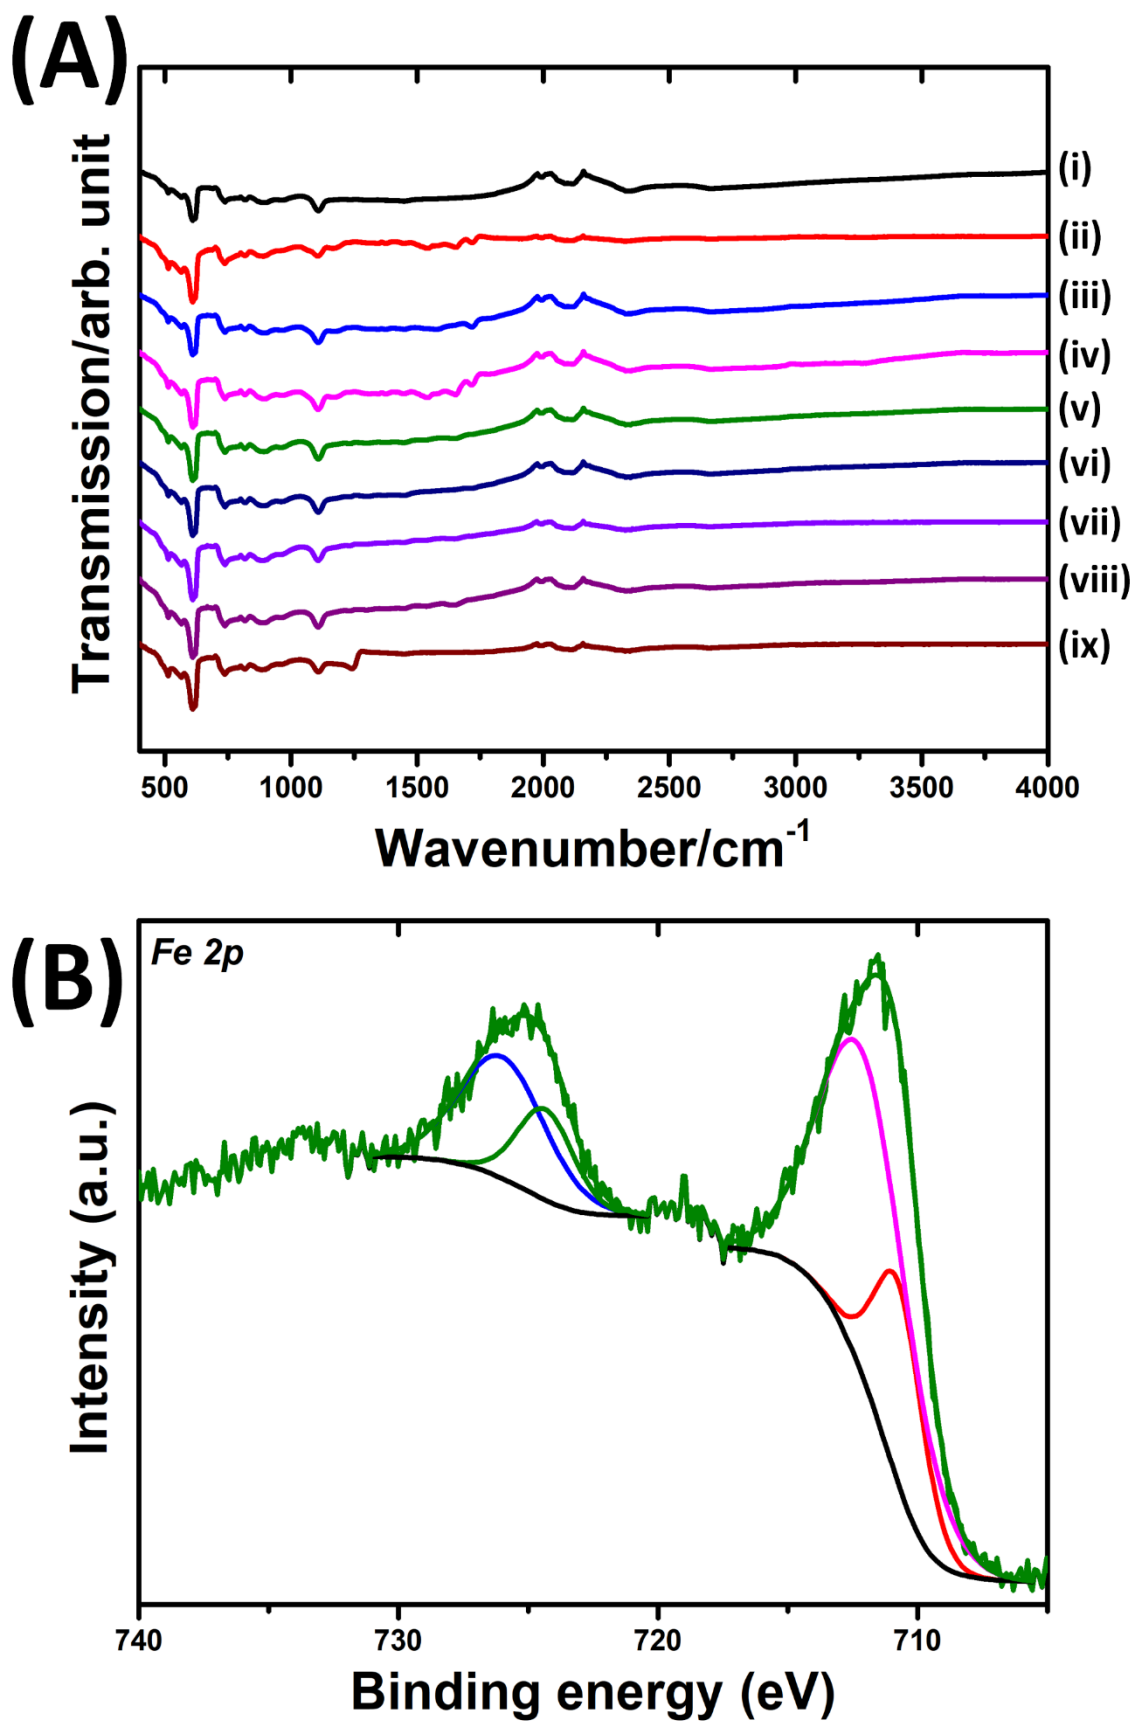 (A)
Transmission/arb. unit
(i)
(ii)
(iii)
(iv)
(v)
(vi)
(vii)
(viii)
(ix)
500 1000 1500 2000 2500 3000 3500 4000
Wavenumber/cm⁻¹
(B)
Fe 2p
Intensity (a.u.)
740 730 720 710
Binding energy (eV)